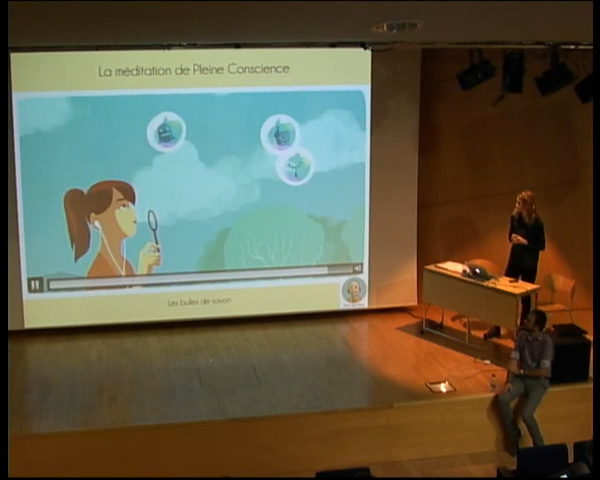 La méditation de Pleine Conscience
Les bulles de savon